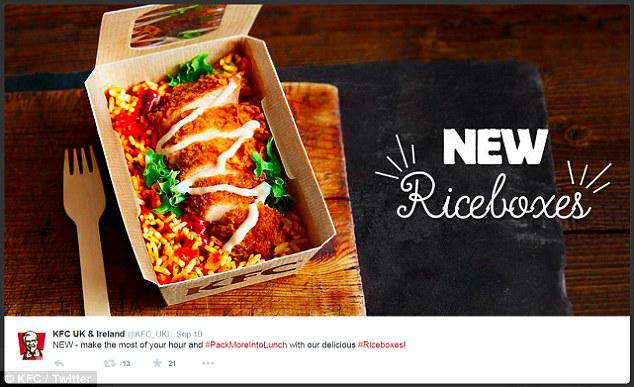 NEW
Riceboxes
KFC
KFC UK & Ireland @KFC_UKI · Sep 10
NEW - make the most of your hour and #PackMoreIntoLunch with our delicious #Riceboxes!
13 21
© KFC / Twitter